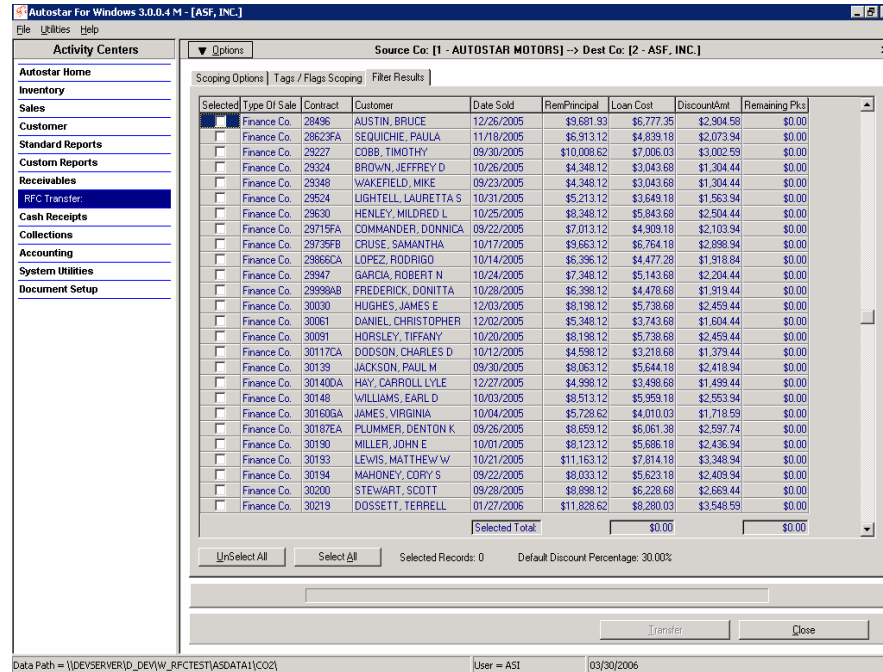 Autostar For Windows 3.0.0.4 M - [ASF, INC.]
File Utilities Help
Activity Centers
Autostar Home
Inventory
Sales
Customer
Standard Reports
Custom Reports
Receivables
RFC Transfer:
Cash Receipts
Collections
Accounting
System Utilities
Document Setup
▼ Options Source Co: [1 - AUTOSTAR MOTORS] --> Dest Co: [2 - ASF, INC.]
Scoping Options Tags / Flags Scoping Filter Results
Selected Type Of Sale Contract Customer Date Sold RemPrincipal Loan Cost DiscountAmt Remaining Pks
Finance Co. 28496 AUSTIN, BRUCE 12/26/2005 $9,681.93 $6,777.35 $2,904.58 $0.00
Finance Co. 28623FA SEQUICHIE, PAULA 11/18/2005 $6,913.12 $4,839.18 $2,073.94 $0.00
Finance Co. 29227 COBB, TIMOTHY 09/30/2005 $10,008.62 $7,006.03 $3,002.59 $0.00
Finance Co. 29324 BROWN, JEFFREY D 10/26/2005 $4,348.12 $3,043.68 $1,304.44 $0.00
Finance Co. 29348 WAKEFIELD, MIKE 09/23/2005 $4,348.12 $3,043.68 $1,304.44 $0.00
Finance Co. 29524 LIGHTELL, LAURETTA S 10/31/2005 $5,213.12 $3,649.18 $1,563.94 $0.00
Finance Co. 29630 HENLEY, MILDRED L 10/25/2005 $8,348.12 $5,843.68 $2,504.44 $0.00
Finance Co. 29715FA COMMANDER, DONNICA 09/22/2005 $7,013.12 $4,909.18 $2,103.94 $0.00
Finance Co. 29735FB CRUSE, SAMANTHA 10/17/2005 $9,663.12 $6,764.18 $2,898.94 $0.00
Finance Co. 29866CA LOPEZ, RODRIGO 10/14/2005 $6,396.12 $4,477.28 $1,918.84 $0.00
Finance Co. 29947 GARCIA, ROBERT N 10/24/2005 $7,348.12 $5,143.68 $2,204.44 $0.00
Finance Co. 29998AB FREDERICK, DONITTA 10/28/2005 $6,398.12 $4,478.68 $1,919.44 $0.00
Finance Co. 30030 HUGHES, JAMES E 12/03/2005 $8,198.12 $5,738.68 $2,459.44 $0.00
Finance Co. 30061 DANIEL, CHRISTOPHER 12/02/2005 $5,348.12 $3,743.68 $1,604.44 $0.00
Finance Co. 30091 HORSLEY, TIFFANY 10/20/2005 $8,198.12 $5,738.68 $2,459.44 $0.00
Finance Co. 30117CA DODSON, CHARLES D 10/12/2005 $4,598.12 $3,218.68 $1,379.44 $0.00
Finance Co. 30139 JACKSON, PAUL M 09/30/2005 $8,063.12 $5,644.18 $2,418.94 $0.00
Finance Co. 30140DA HAY, CARROLL LYLE 12/27/2005 $4,998.12 $3,498.68 $1,499.44 $0.00
Finance Co. 30148 WILLIAMS, EARL D 10/03/2005 $8,513.12 $5,959.18 $2,553.94 $0.00
Finance Co. 30160GA JAMES, VIRGINIA 10/04/2005 $5,728.62 $4,010.03 $1,718.59 $0.00
Finance Co. 30187EA PLUMMER, DENTON K 09/26/2005 $8,659.12 $6,061.38 $2,597.74 $0.00
Finance Co. 30190 MILLER, JOHN E 10/01/2005 $8,123.12 $5,686.18 $2,436.94 $0.00
Finance Co. 30193 LEWIS, MATTHEW W 10/21/2005 $11,163.12 $7,814.18 $3,348.94 $0.00
Finance Co. 30194 MAHONEY, CORY S 09/22/2005 $8,033.12 $5,623.18 $2,409.94 $0.00
Finance Co. 30200 STEWART, SCOTT 09/28/2005 $8,898.12 $6,228.68 $2,669.44 $0.00
Finance Co. 30219 DOSSETT, TERRELL 01/27/2006 $11,828.62 $8,280.03 $3,548.59 $0.00
Selected Total: $0.00 $0.00
UnSelect All Select All Selected Records: 0 Default Discount Percentage: 30.00%
Transfer Close
Data Path = \\DEVSERVER\D_DEV\W_RFCTEST\ASDATA1\CO2\ User = ASI 03/30/2006